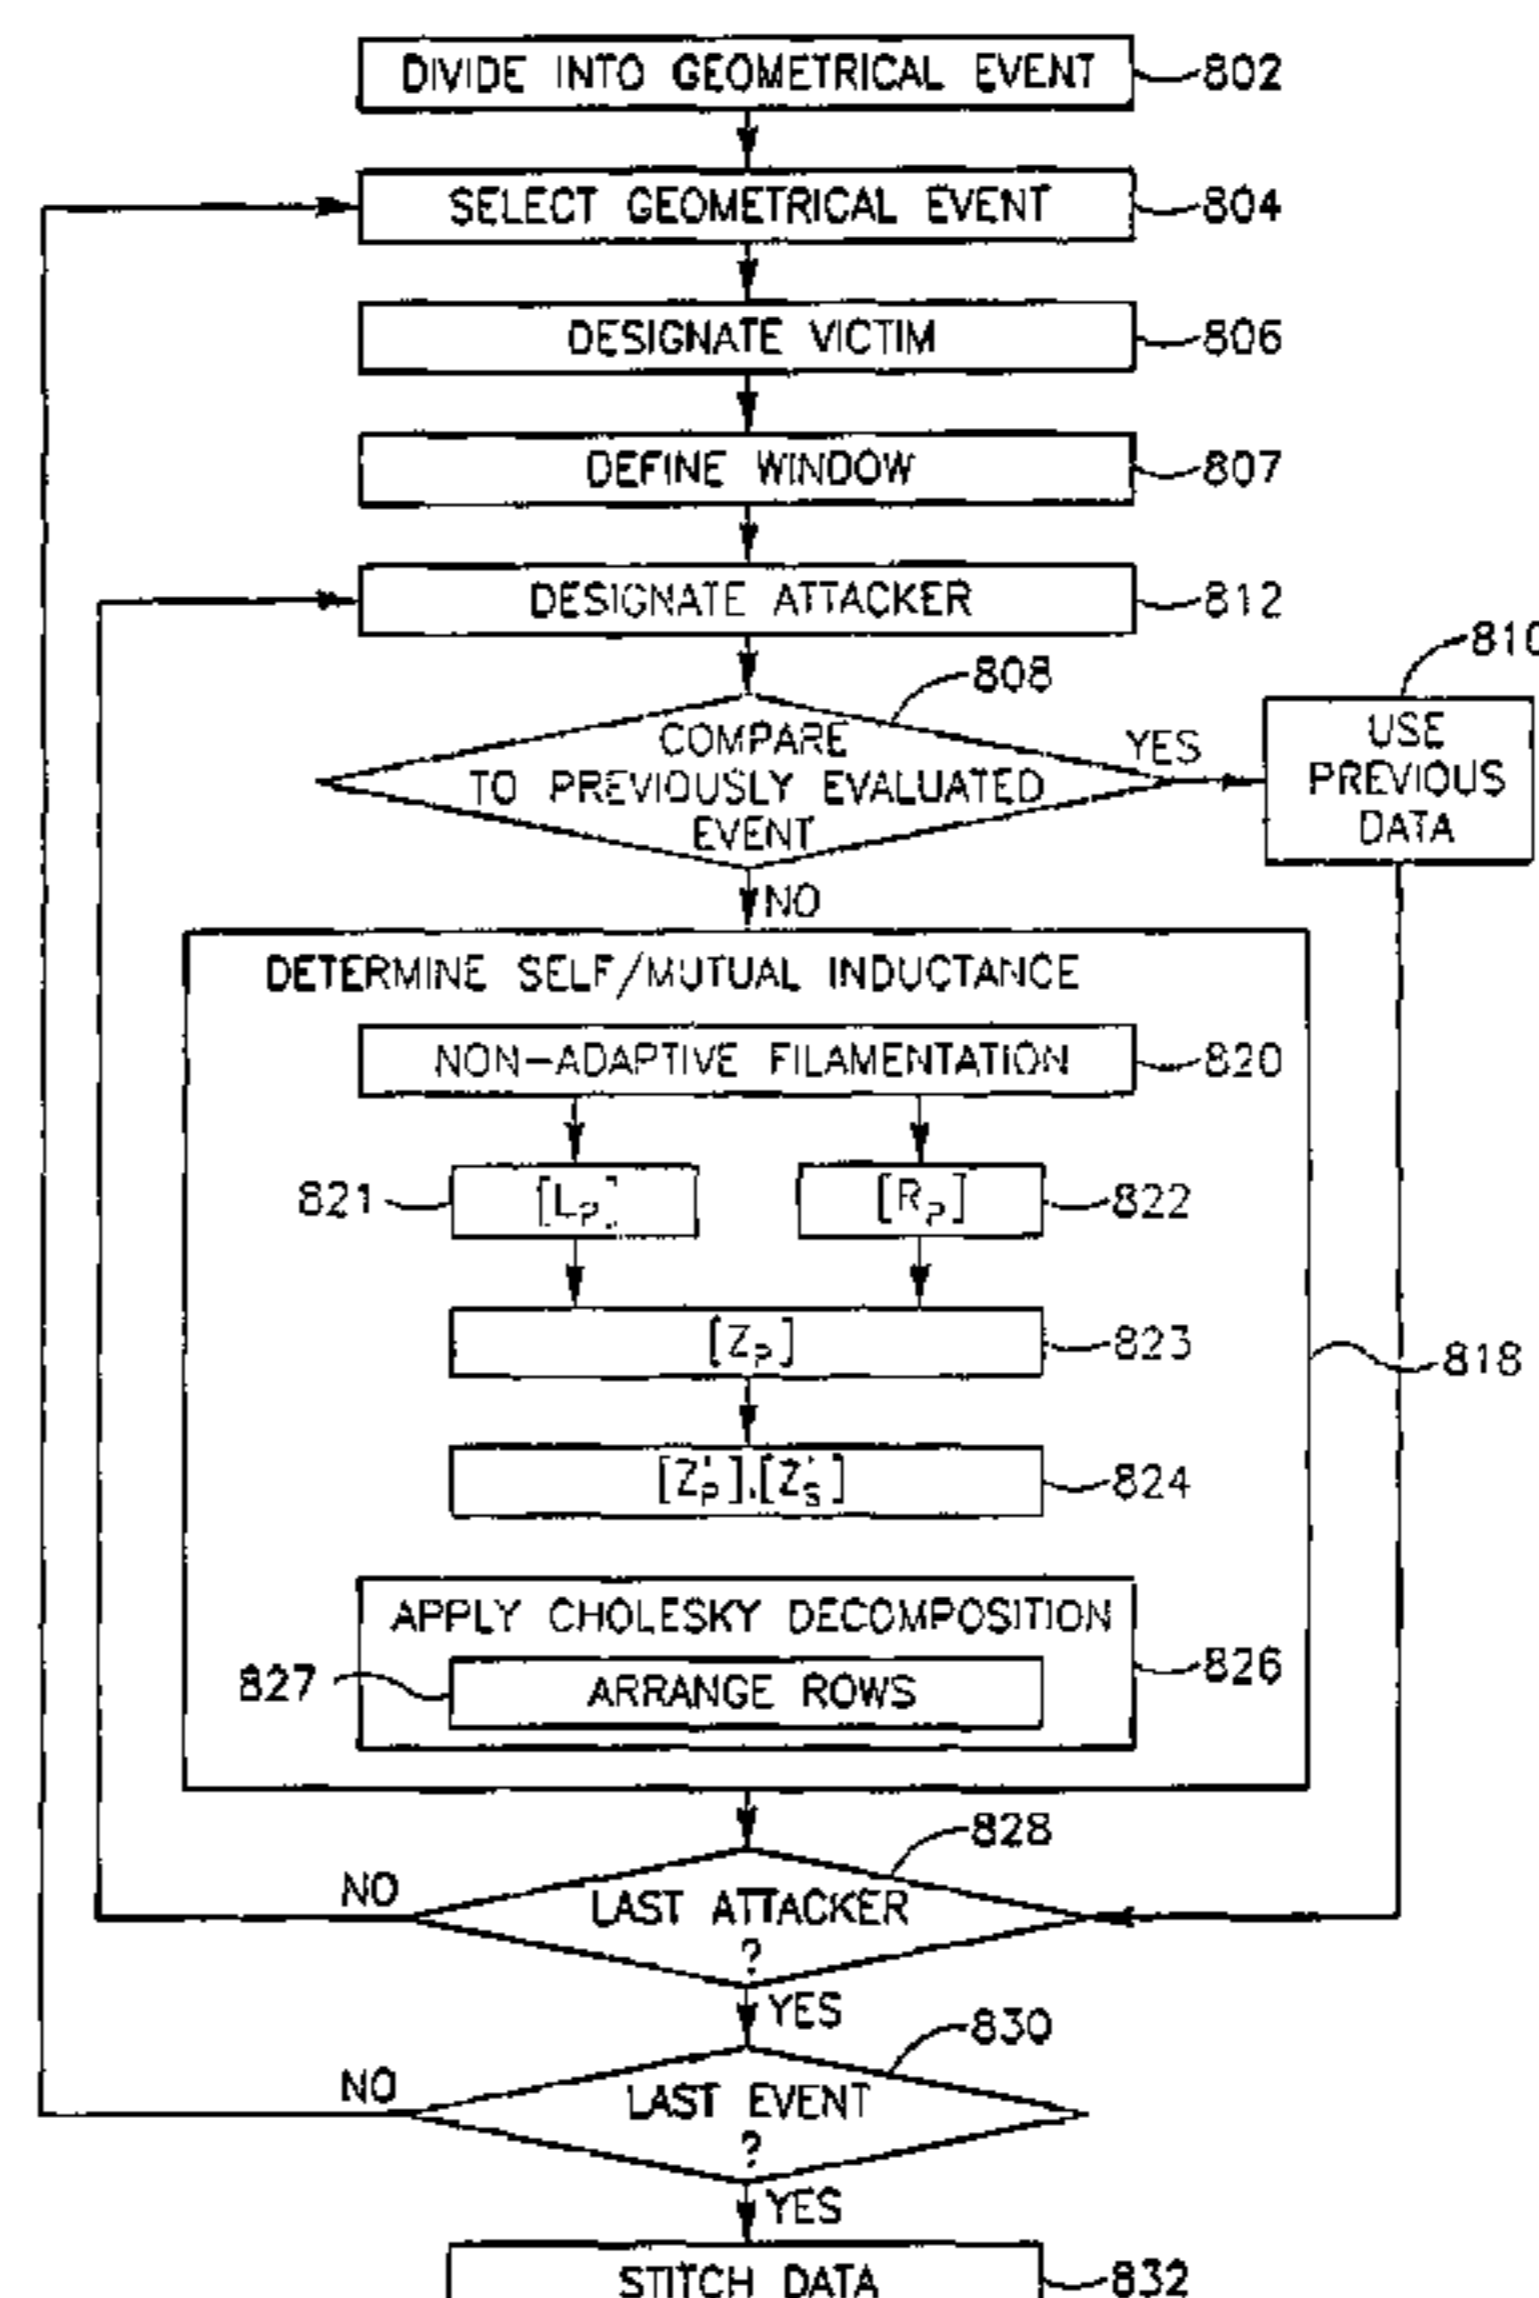 DIVIDE INTO GEOMETRICAL EVENT 802
SELECT GEOMETRICAL EVENT 804
DESIGNATE VICTIM 806
DEFINE WINDOW 807
DESIGNATE ATTACKER 812
810
808
COMPARE
TO PREVIOUSLY EVALUATED
EVENT
YES
USE
PREVIOUS
DATA
NO
DETERMINE SELF/MUTUAL INDUCTANCE
NON-ADAPTIVE FILAMENTATION 820
821 [LP] [RP] 822
[ZP] 823
818
[Z'P],[Z'S] 824
APPLY CHOLESKY DECOMPOSITION
826
827 ARRANGE ROWS
828
NO
LAST ATTACKER
?
YES
830
NO
LAST EVENT
?
YES
STITCH DATA 832